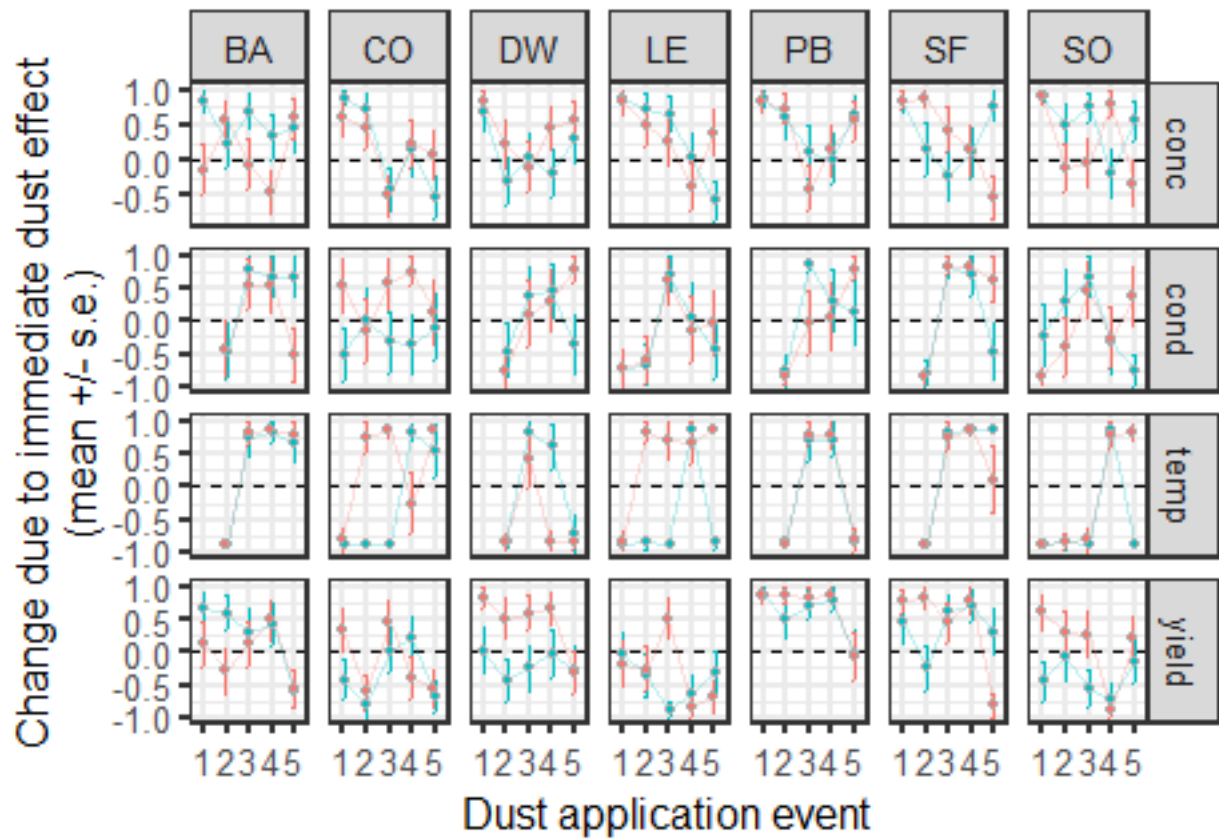 Change due to immediate dust effect
(mean +/- s.e.)
BA CO DW LE PB SF SO
1.0
0.5
0.0
-0.5
conc
1.0
0.5
0.0
-0.5
-1.0
cond
1.0
0.5
0.0
-0.5
-1.0
temp
1.0
0.5
0.0
-0.5
-1.0
yield
12345 12345 12345 12345 12345 12345 12345
Dust application event